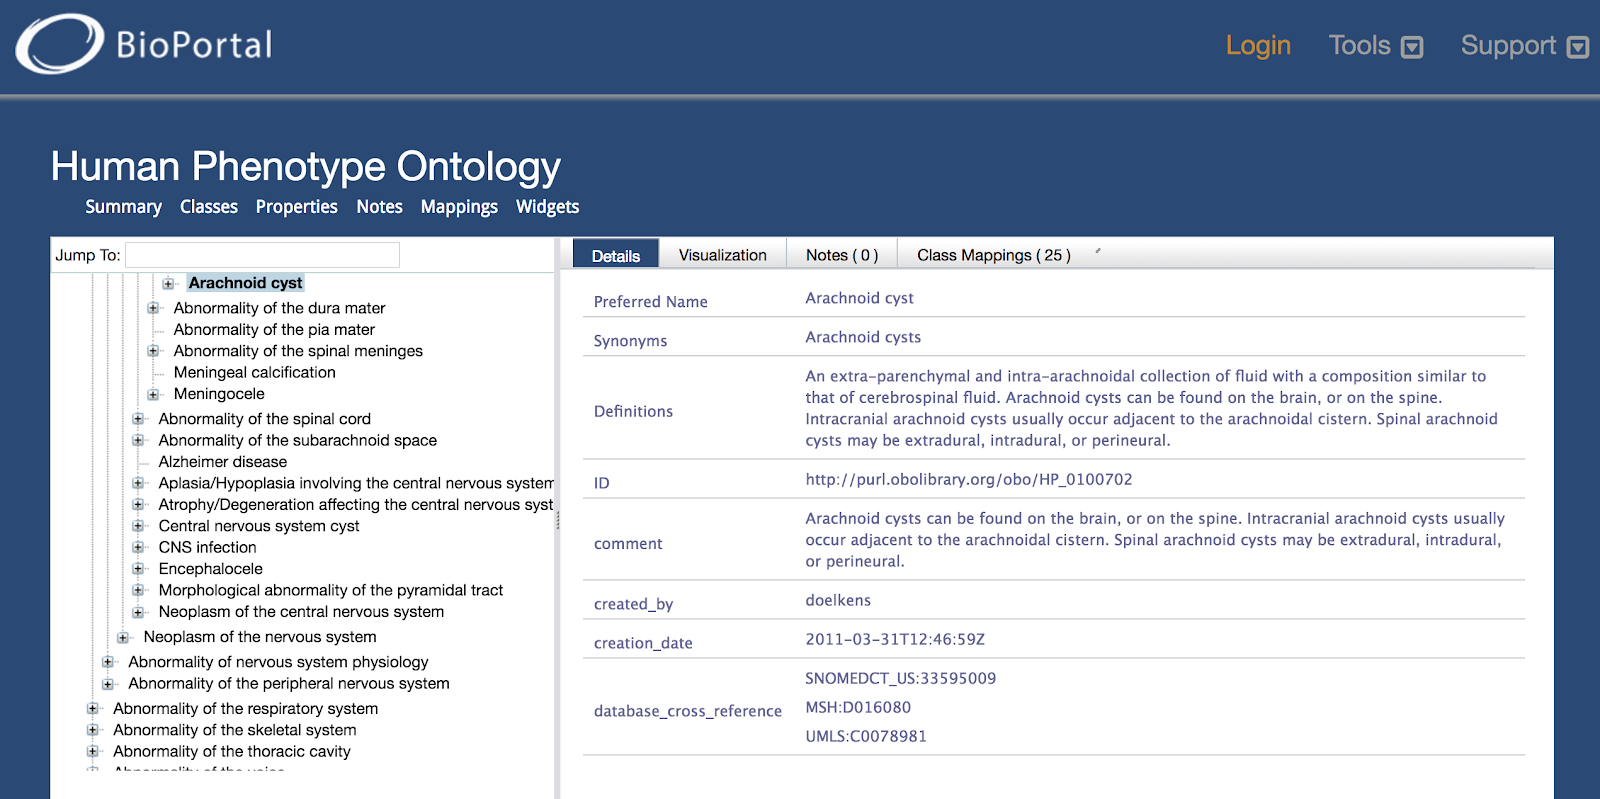 BioPortal
Login
Tools
Support
Human Phenotype Ontology
Summary Classes Properties Notes Mappings Widgets
Jump To:
Arachnoid cyst
Abnormality of the dura mater
Abnormality of the pia mater
Abnormality of the spinal meninges
Meningeal calcification
Meningocele
Abnormality of the spinal cord
Abnormality of the subarachnoid space
Alzheimer disease
Aplasia/Hypoplasia involving the central nervous system
Atrophy/Degeneration affecting the central nervous syst
Central nervous system cyst
CNS infection
Encephalocele
Morphological abnormality of the pyramidal tract
Neoplasm of the central nervous system
Neoplasm of the nervous system
Abnormality of nervous system physiology
Abnormality of the peripheral nervous system
Abnormality of the respiratory system
Abnormality of the skeletal system
Abnormality of the thoracic cavity
Details
Visualization
Notes ( 0 )
Class Mappings ( 25 )
Preferred Name
Arachnoid cyst
Synonyms
Arachnoid cysts
Definitions
An extra-parenchymal and intra-arachnoidal collection of fluid with a composition similar to
that of cerebrospinal fluid. Arachnoid cysts can be found on the brain, or on the spine.
Intracranial arachnoid cysts usually occur adjacent to the arachnoidal cistern. Spinal arachnoid
cysts may be extradural, intradural, or perineural.
ID
http://purl.obolibrary.org/obo/HP_0100702
comment
Arachnoid cysts can be found on the brain, or on the spine. Intracranial arachnoid cysts usually
occur adjacent to the arachnoidal cistern. Spinal arachnoid cysts may be extradural, intradural,
or perineural.
created_by
doelkens
creation_date
2011-03-31T12:46:59Z
database_cross_reference
SNOMEDCT_US:33595009
MSH:D016080
UMLS:C0078981